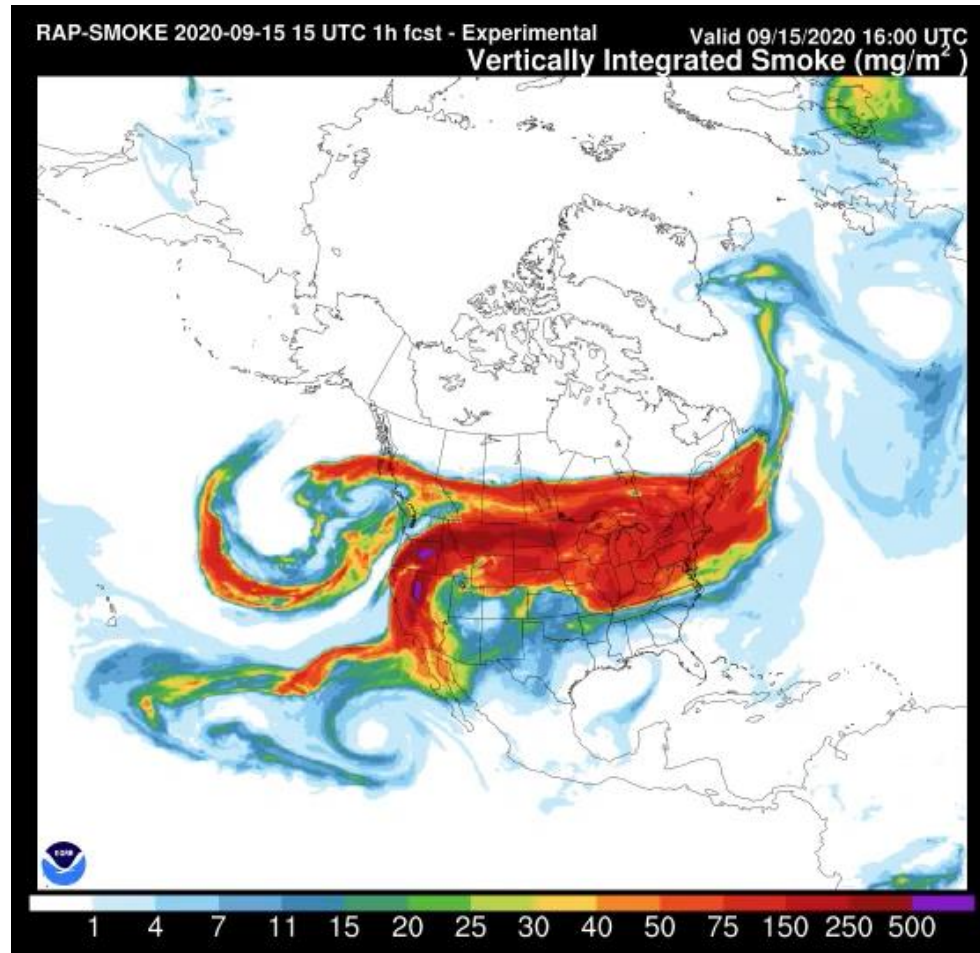 RAP-SMOKE 2020-09-15 15 UTC 1h fcst - Experimental
Valid 09/15/2020 16:00 UTC
Vertically Integrated Smoke (mg/m²)
1 4 7 11 15 20 25 30 40 50 75 150 250 500